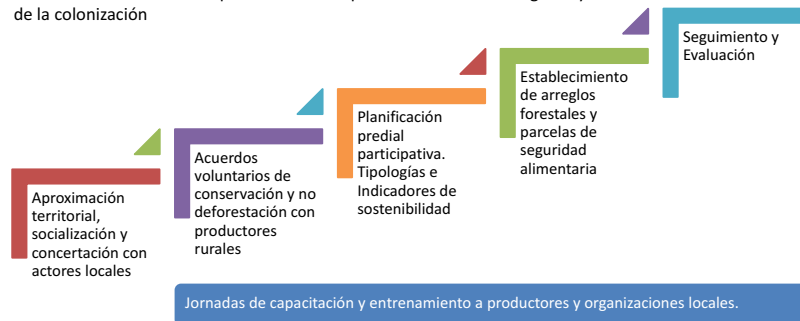 de la colonización
Aproximación
territorial,
socialización y
concertación con
actores locales
Acuerdos
voluntarios de
conservación y no
deforestación con
productores
rurales
Planificación
predial
participativa.
Tipologías e
Indicadores de
sostenibilidad
Establecimiento
de arreglos
forestales y
parcelas de
seguridad
alimentaria
Seguimiento y
Evaluación
Jornadas de capacitación y entrenamiento a productores y organizaciones locales.